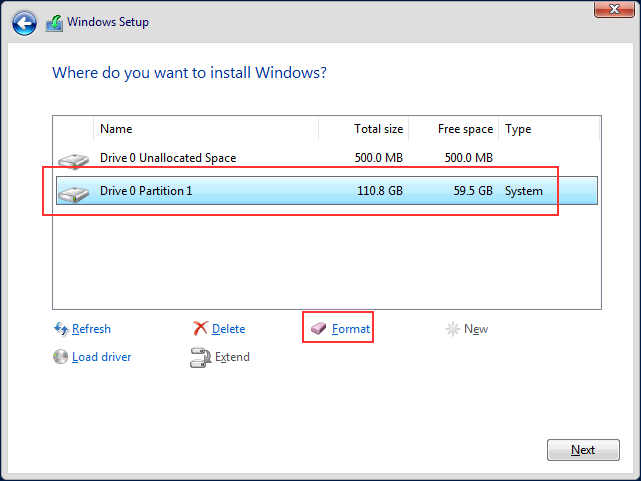 Windows Setup
Where do you want to install Windows?
Name Total size Free space Type
Drive 0 Unallocated Space 500.0 MB 500.0 MB
Drive 0 Partition 1 110.8 GB 59.5 GB System
Refresh Delete Format New
Load driver Extend
Next